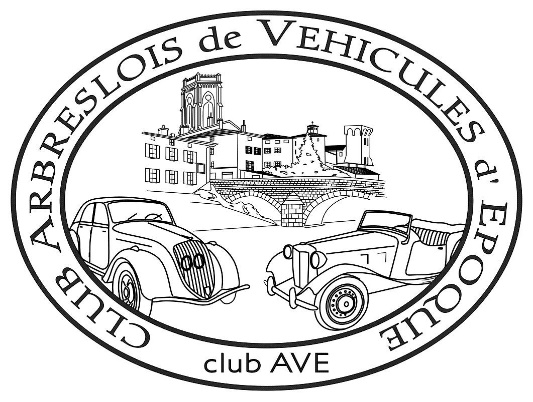 CLUB ARBRESLOIS de VEHICULES d'EPOQUE
club AVE